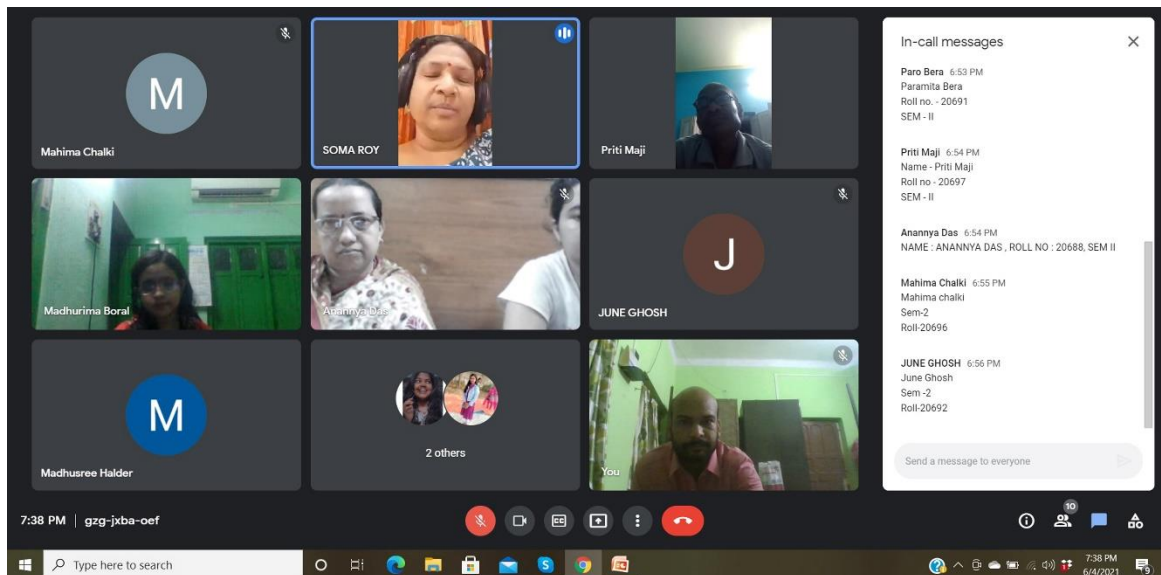 M
Mahima Chalki
SOMA ROY
Priti Maji
Madhurima Boral
Anannya Das
J
JUNE GHOSH
M
Madhusree Halder
2 others
You
In-call messages
Paro Bera 6:53 PM
Paramita Bera
Roll no. - 20691
SEM - II
Priti Maji 6:54 PM
Name - Priti Maji
Roll no - 20697
SEM - II
Anannya Das 6:54 PM
NAME : ANANNYA DAS , ROLL NO : 20688, SEM II
Mahima Chalki 6:55 PM
Mahima chalki
Sem-2
Roll-20696
JUNE GHOSH 6:56 PM
June Ghosh
Sem -2
Roll-20692
Send a message to everyone
7:38 PM | gzg-jxba-oef
CC
10
Type here to search
7:38 PM
6/4/2021
9